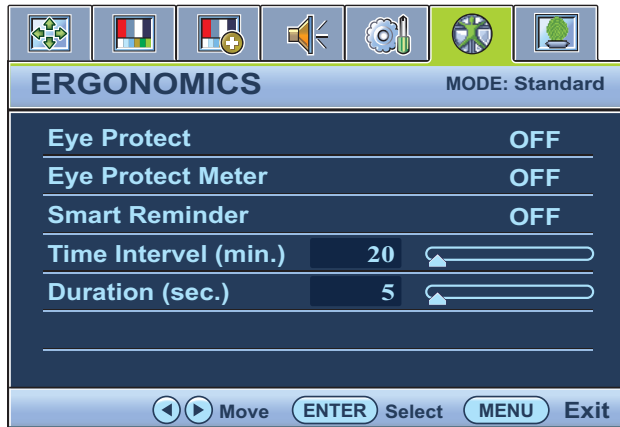 ERGONOMICS MODE: Standard
Eye Protect OFF
Eye Protect Meter OFF
Smart Reminder OFF
Time Intervel (min.) 20
Duration (sec.) 5
Move ENTER Select MENU Exit